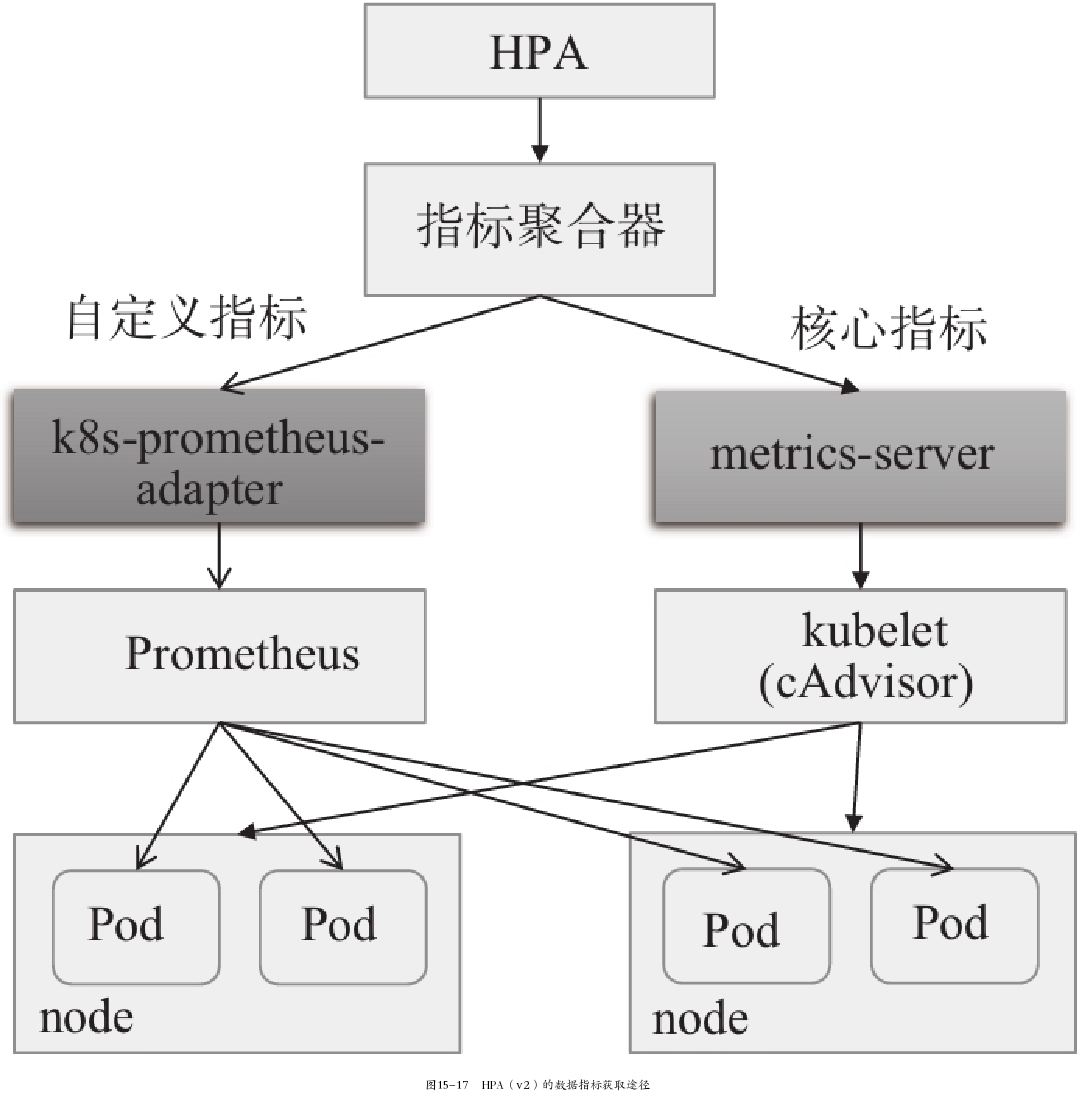 HPA
指标聚合器
自定义指标
核心指标
k8s-prometheus-
adapter
metrics-server
Prometheus
kubelet
(cAdvisor)
Pod
Pod
node
Pod
Pod
node
图15-17 HPA（v2）的数据指标获取途径